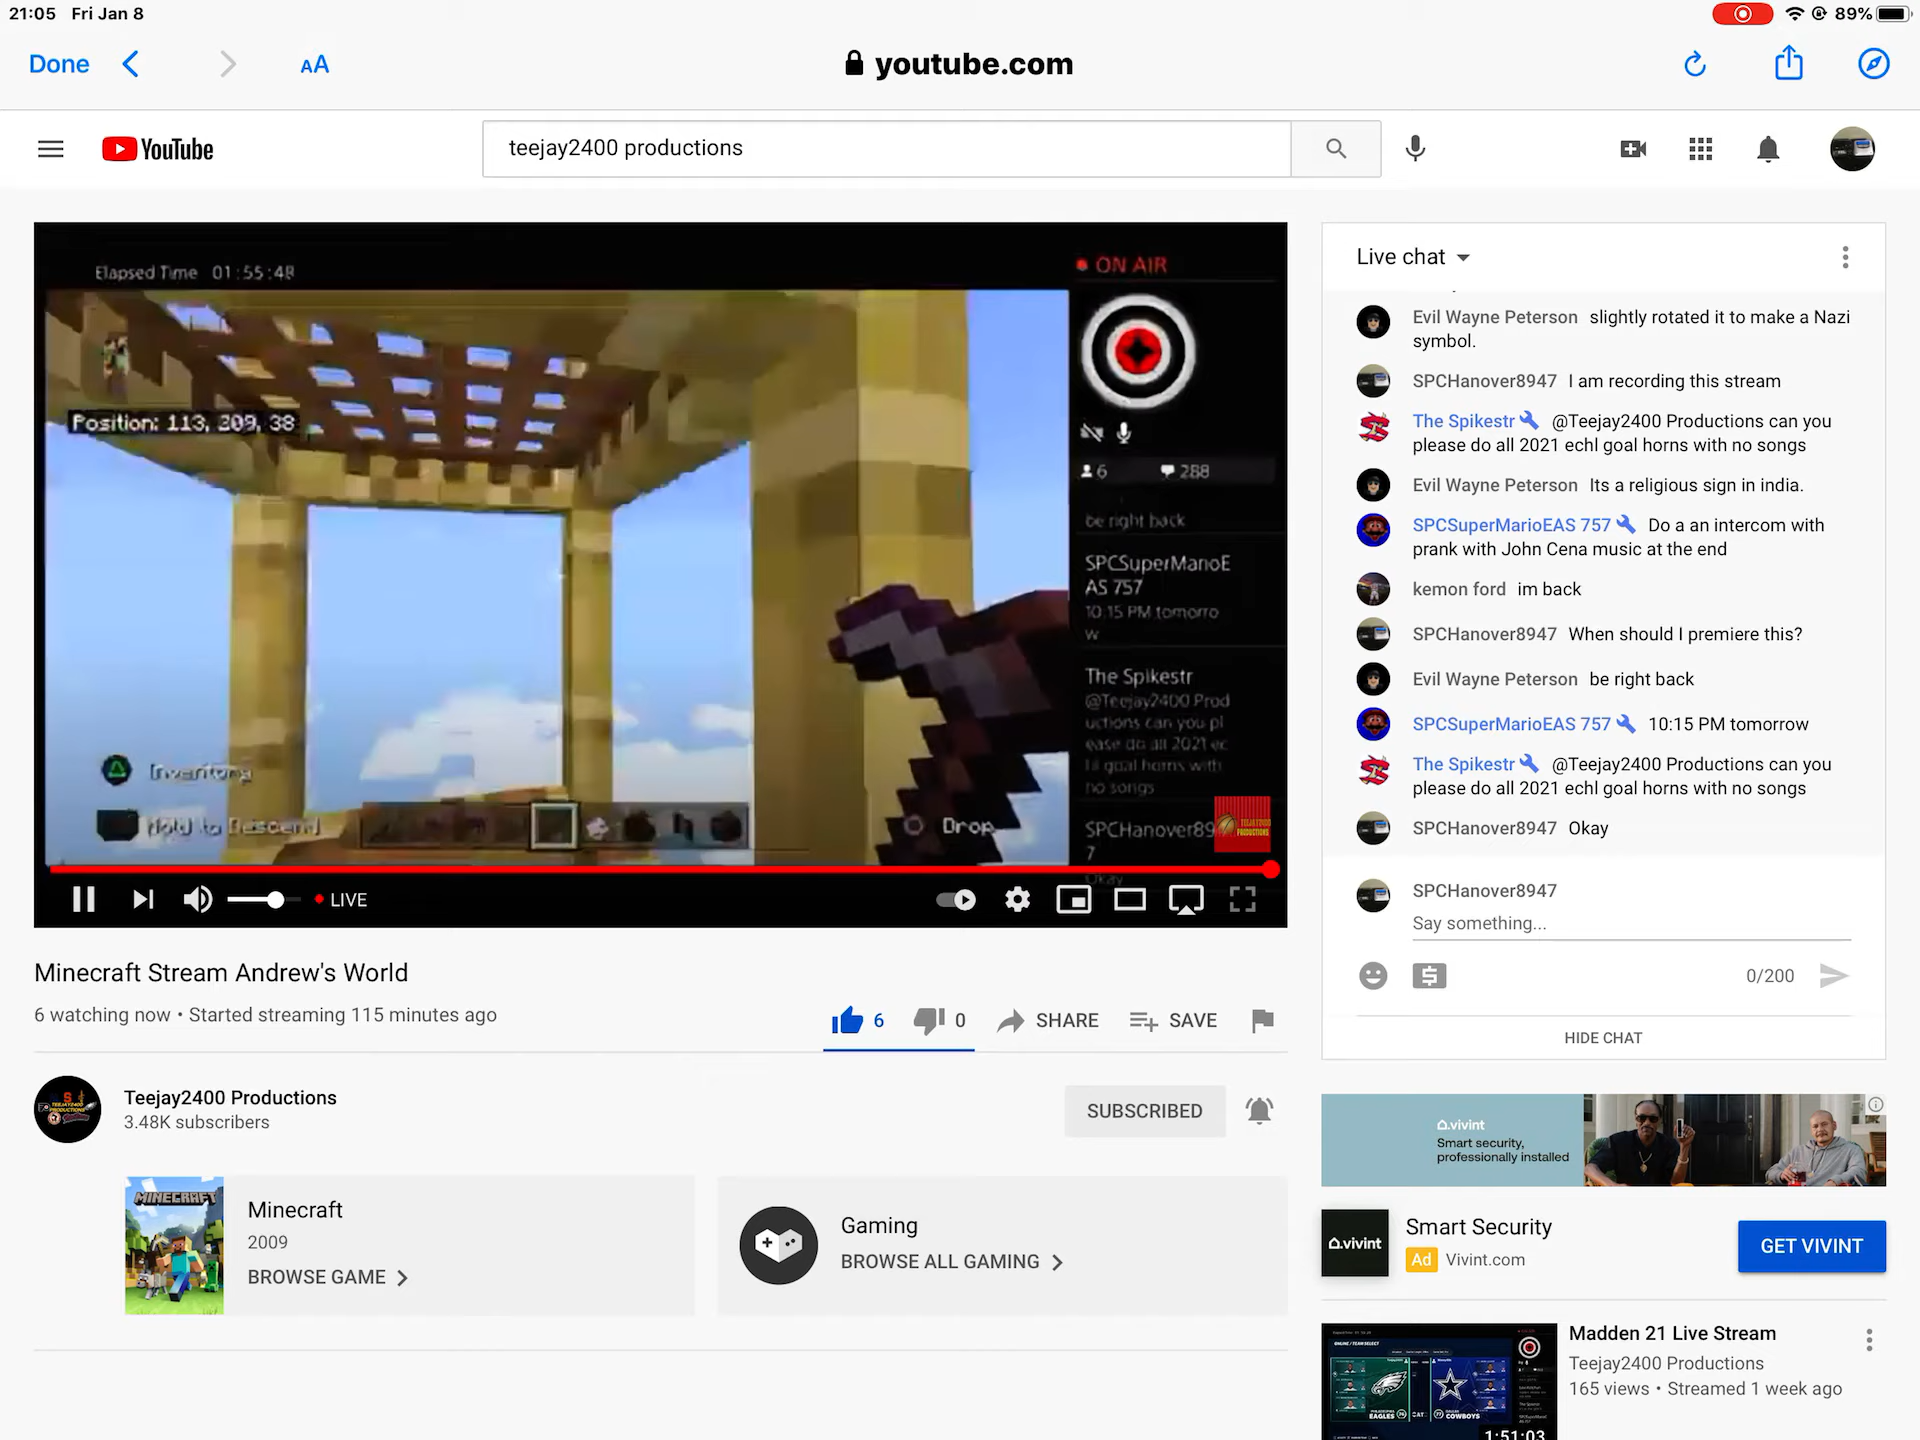 21:05 Fri Jan 8
89%
Done
AA
youtube.com
YouTube
teejay2400 productions
Elapsed Time 01:55:48
ON AIR
Position: 113, 209, 38
6 288
be right back
SPCSuperMarioE
AS 757
10:15 PM tomorro
w
The Spikestr
@Teejay2400 Prod
uctions can you pl
ease do all 2021 ec
hl goal horns with
no songs
SPCHanover89
7
Okay
Inventory
Hold to Descend
Drop
TEEJAY2400
PRODUCTIONS
LIVE
Minecraft Stream Andrew's World
6 watching now • Started streaming 115 minutes ago
6 0 SHARE SAVE
Teejay2400 Productions
3.48K subscribers
SUBSCRIBED
MINECRAFT
Minecraft
2009
BROWSE GAME
Gaming
BROWSE ALL GAMING
Live chat
Evil Wayne Peterson slightly rotated it to make a Nazi
symbol.
SPCHanover8947 I am recording this stream
The Spikestr @Teejay2400 Productions can you
please do all 2021 echl goal horns with no songs
Evil Wayne Peterson Its a religious sign in india.
SPCSuperMarioEAS 757 Do a an intercom with
prank with John Cena music at the end
kemon ford im back
SPCHanover8947 When should I premiere this?
Evil Wayne Peterson be right back
SPCSuperMarioEAS 757 10:15 PM tomorrow
The Spikestr @Teejay2400 Productions can you
please do all 2021 echl goal horns with no songs
SPCHanover8947 Okay
SPCHanover8947
Say something...
0/200
HIDE CHAT
vivint
Smart security,
professionally installed
vivint
Smart Security
Ad Vivint.com
GET VIVINT
EAGLES
COWBOYS
1:51:03
Madden 21 Live Stream
Teejay2400 Productions
165 views • Streamed 1 week ago